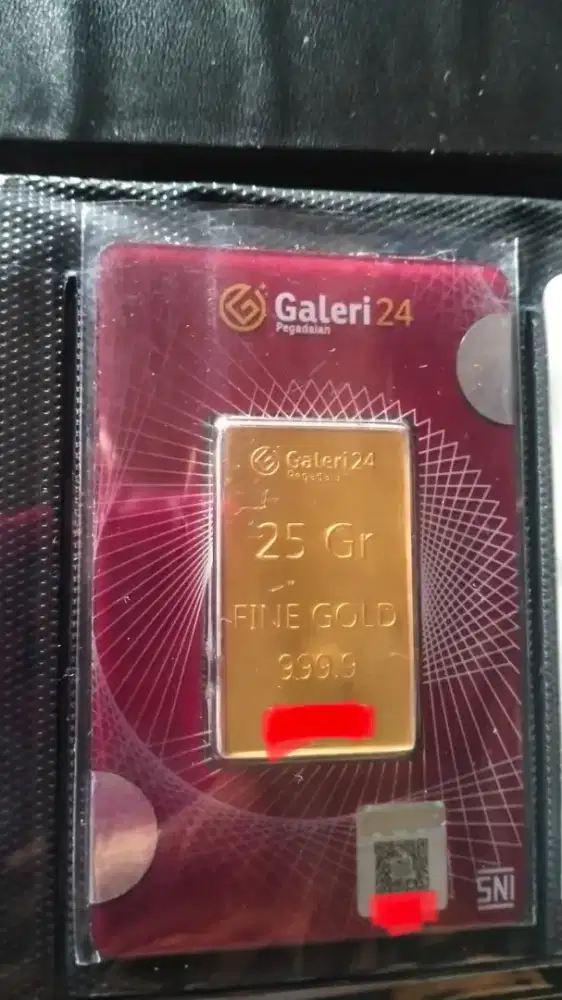 Galeri 24
Pegadaian
Galeri 24
Pegadaian
25 Gr
FINE GOLD
999.9
SNI